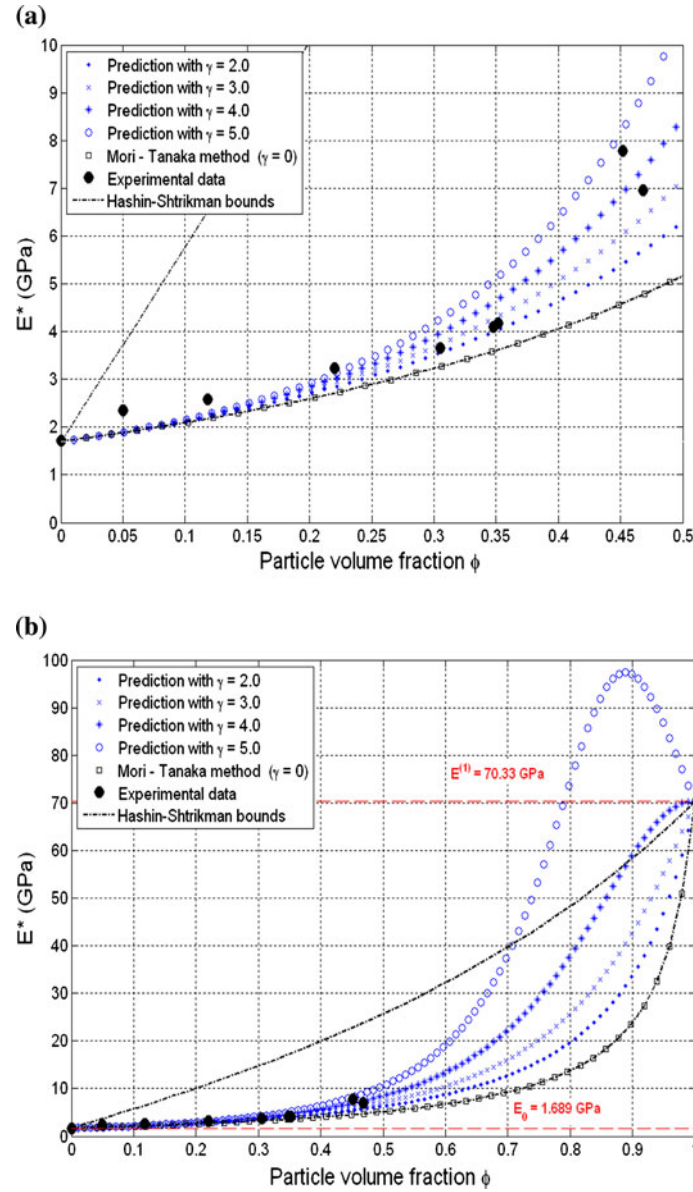 (a)
10
9
8
7
6
5
4
3
2
1
0
E* (GPa)
Prediction with γ = 2.0
Prediction with γ = 3.0
Prediction with γ = 4.0
Prediction with γ = 5.0
Mori - Tanaka method (γ = 0)
Experimental data
Hashin-Shtrikman bounds
0 0.05 0.1 0.15 0.2 0.25 0.3 0.35 0.4 0.45 0.5
Particle volume fraction ϕ
(b)
100
90
80
70
60
50
40
30
20
10
0
E* (GPa)
Prediction with γ = 2.0
Prediction with γ = 3.0
Prediction with γ = 4.0
Prediction with γ = 5.0
Mori - Tanaka method (γ = 0)
Experimental data
Hashin-Shtrikman bounds
E⁽¹⁾ = 70.33 GPa
E₀ = 1.689 GPa
0 0.1 0.2 0.3 0.4 0.5 0.6 0.7 0.8 0.9 1
Particle volume fraction ϕ